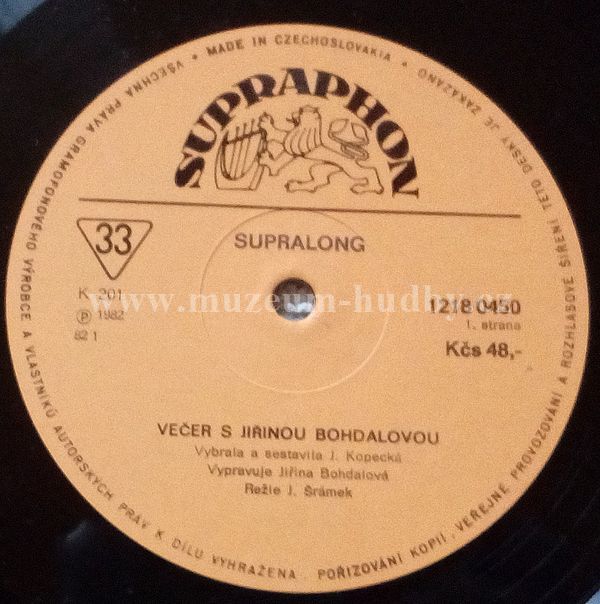 • MADE IN CZECHOSLOVAKIA •
VŠECHNA PRÁVA GRAMOFONOVÉHO VÝROBCE A VLASTNÍKŮ AUTORSKÝCH PRÁV K DÍLU VYHRAŽENA. POŘIZOVÁNÍ KOPIÍ, VEŘEJNÉ PROVOZOVÁNÍ A ROZHLASOVÉ ŠÍŘENÍ TÉTO DESKY JE ZAKÁZÁNO
SUPRAPHON
33
SUPRALONG
www.muzeum-hudby.cz
K 201
1218 0450
℗ 1982
1. strana
82 1
Kčs 48,-
VEČER S JIŘINOU BOHDALOVOU
Vybrala a sestavila J. Kopecká
Vypravuje Jiřina Bohdalová
Režie J. Šrámek